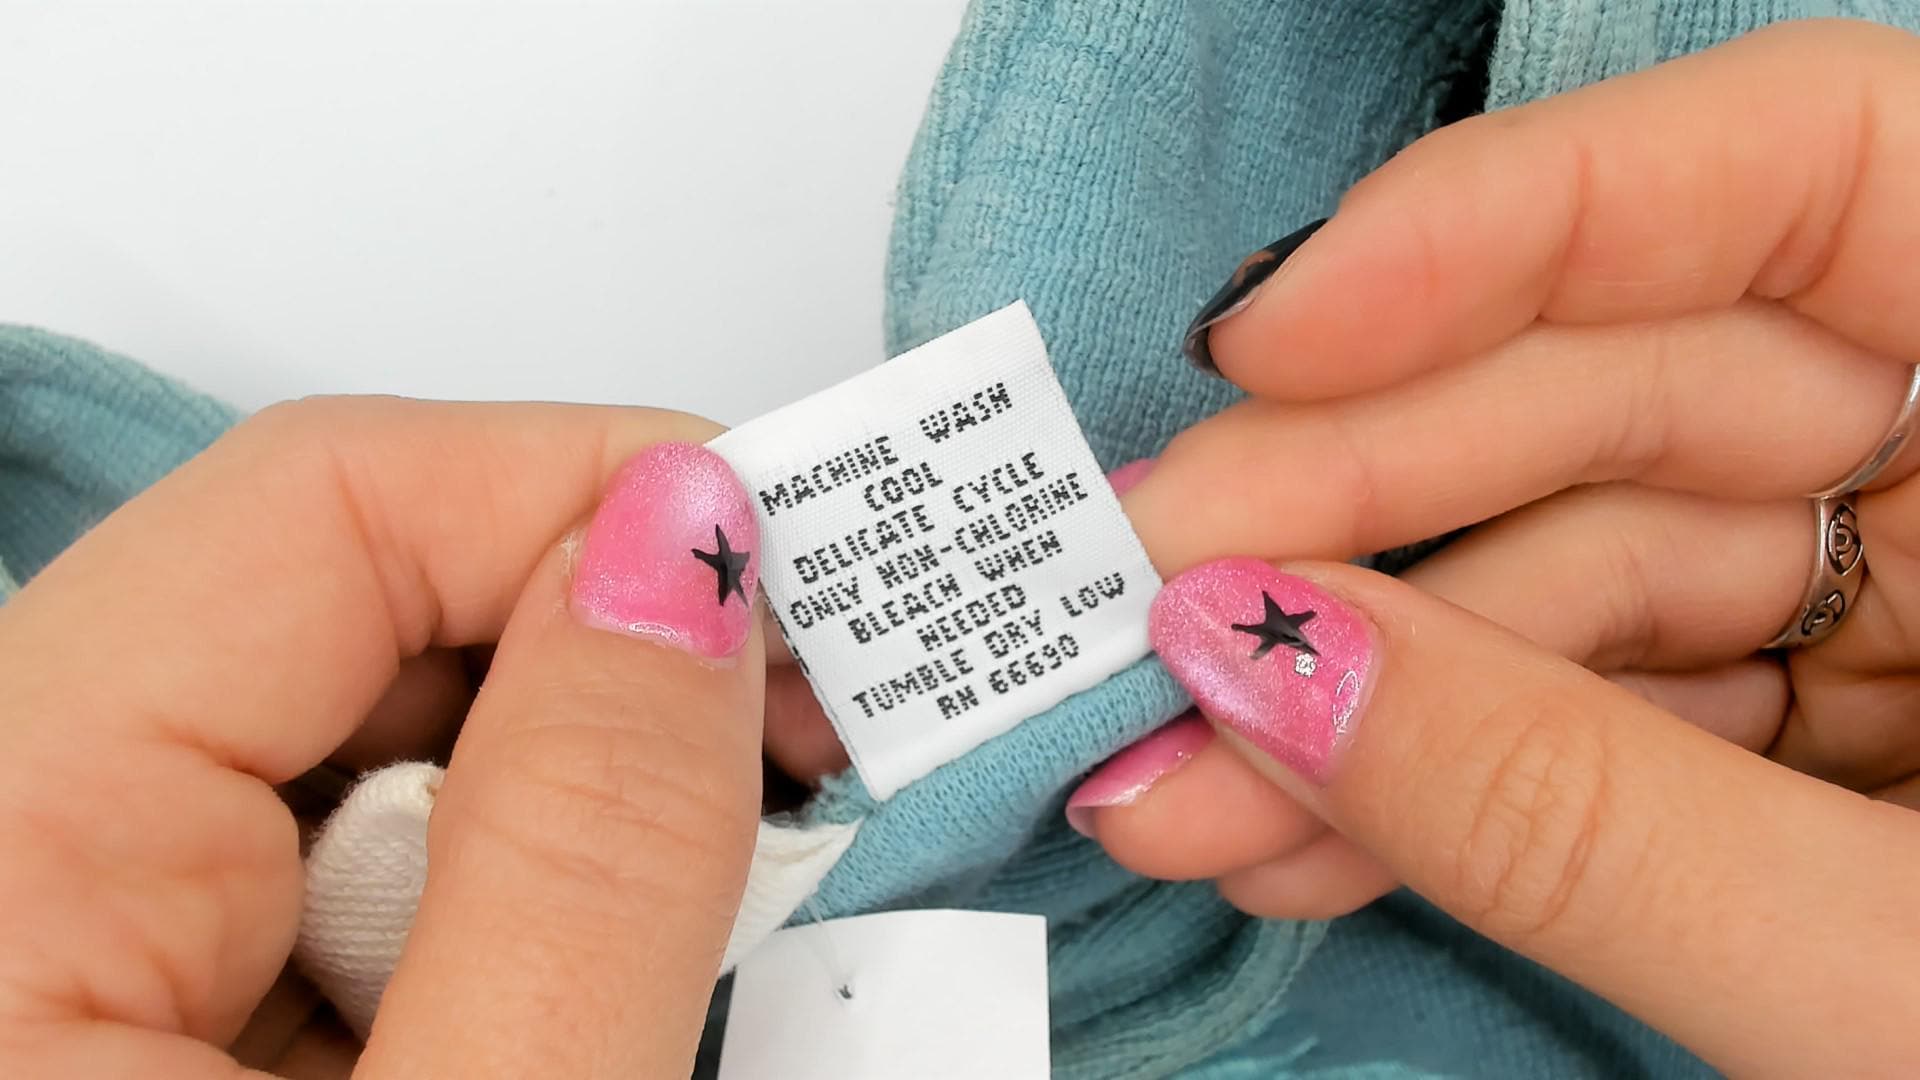 MACHINE WASH
COOL
DELICATE CYCLE
ONLY NON-CHLORINE
BLEACH WHEN
NEEDED
TUMBLE DRY LOW
RN 66690